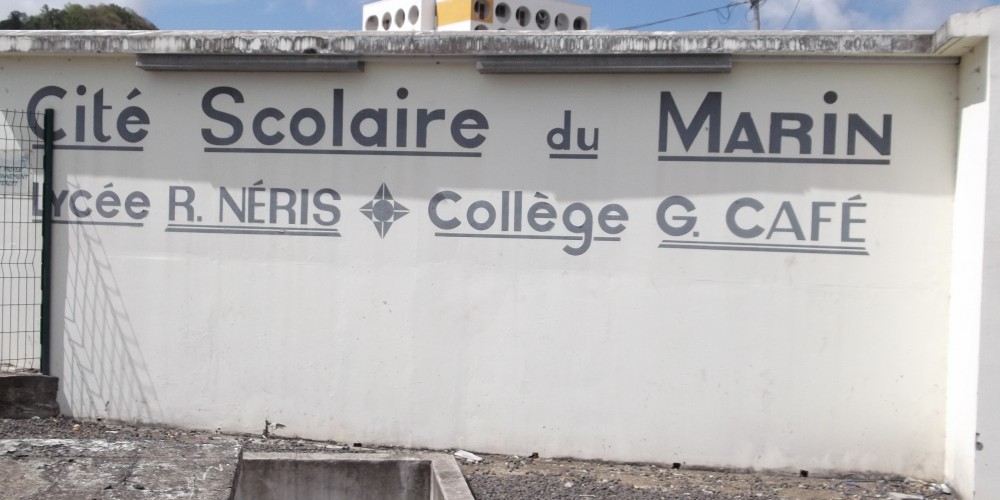 Cité Scolaire du MARIN
Lycée R. NÉRIS Collège G. CAFÉ